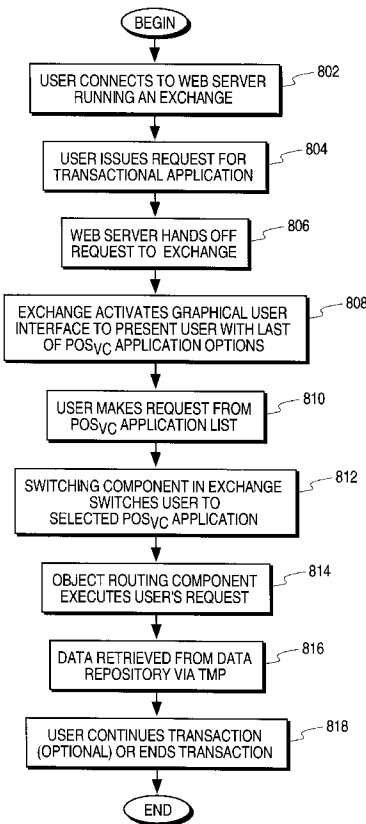 BEGIN
USER CONNECTS TO WEB SERVER
RUNNING AN EXCHANGE
802
USER ISSUES REQUEST FOR
TRANSACTIONAL APPLICATION
804
WEB SERVER HANDS OFF
REQUEST TO EXCHANGE
806
EXCHANGE ACTIVATES GRAPHICAL USER
INTERFACE TO PRESENT USER WITH LAST
OF POSVC APPLICATION OPTIONS
808
USER MAKES REQUEST FROM
POSVC APPLICATION LIST
810
SWITCHING COMPONENT IN EXCHANGE
SWITCHES USER TO
SELECTED POSVC APPLICATION
812
OBJECT ROUTING COMPONENT
EXECUTES USER'S REQUEST
814
DATA RETRIEVED FROM DATA
REPOSITORY VIA TMP
816
USER CONTINUES TRANSACTION
(OPTIONAL) OR ENDS TRANSACTION
818
END